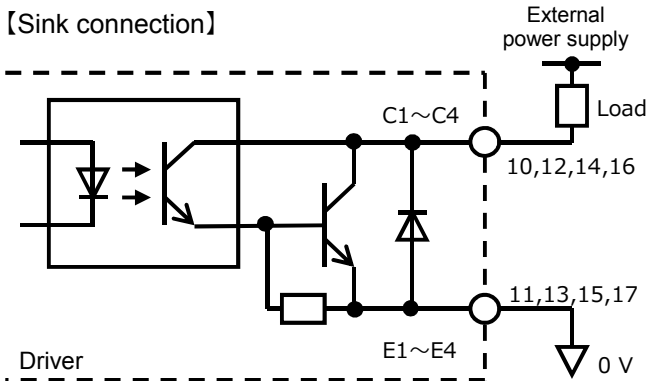 【Sink connection】
External
power supply
Load
C1～C4
10,12,14,16
11,13,15,17
E1～E4
Driver
0 V